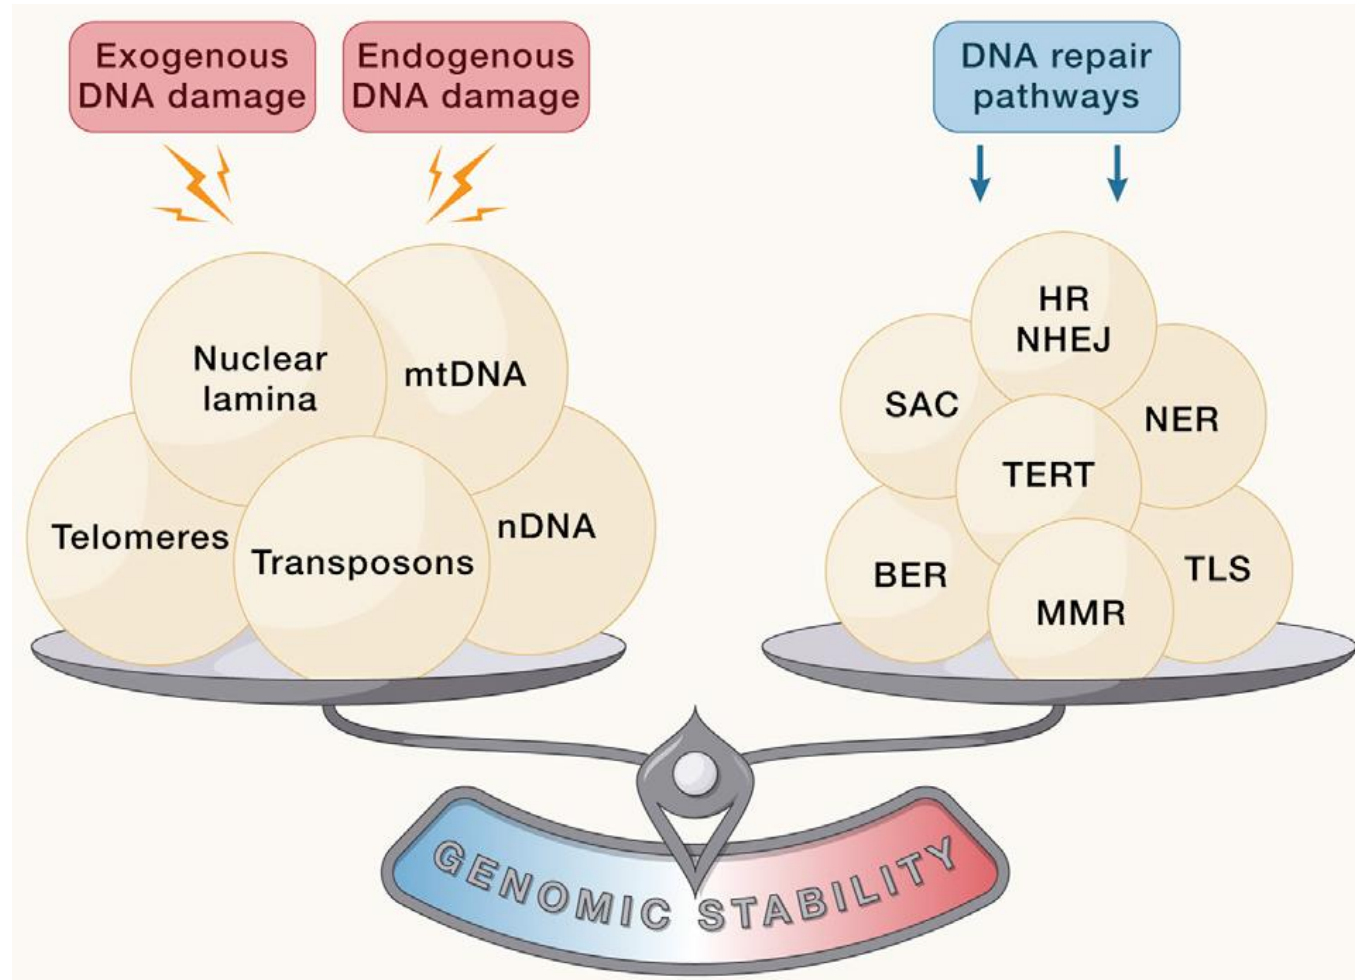 Exogenous
DNA damage
Endogenous
DNA damage
DNA repair
pathways
Nuclear
lamina
mtDNA
Telomeres
Transposons
nDNA
HR
NHEJ
SAC
NER
TERT
BER
TLS
MMR
GENOMIC STABILITY